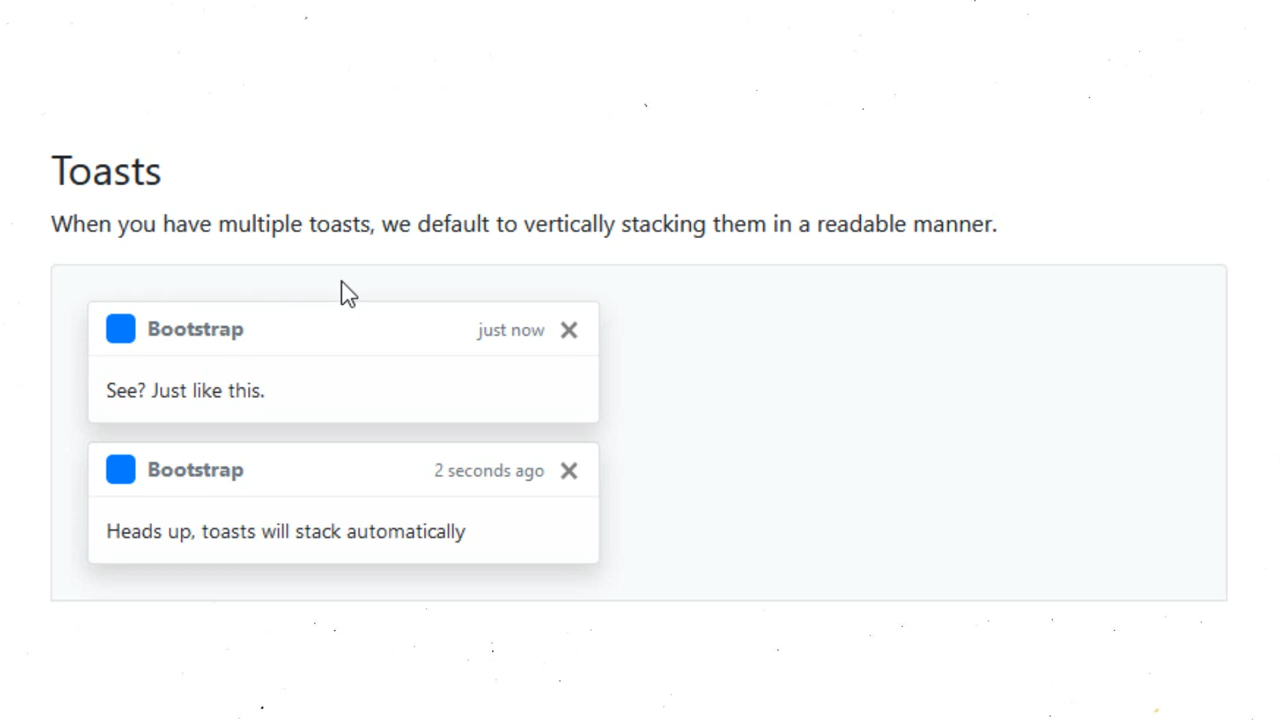 Toasts
When you have multiple toasts, we default to vertically stacking them in a readable manner.
Bootstrap just now ×
See? Just like this.
Bootstrap 2 seconds ago ×
Heads up, toasts will stack automatically